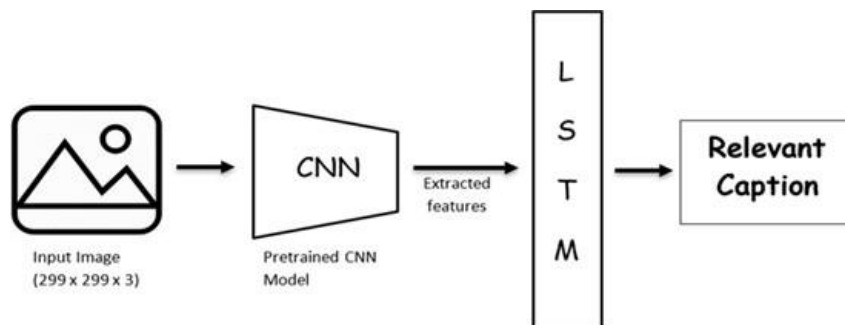 Input Image
(299 x 299 x 3)
CNN
Pretrained CNN
Model
Extracted
features
L
S
T
M
Relevant
Caption